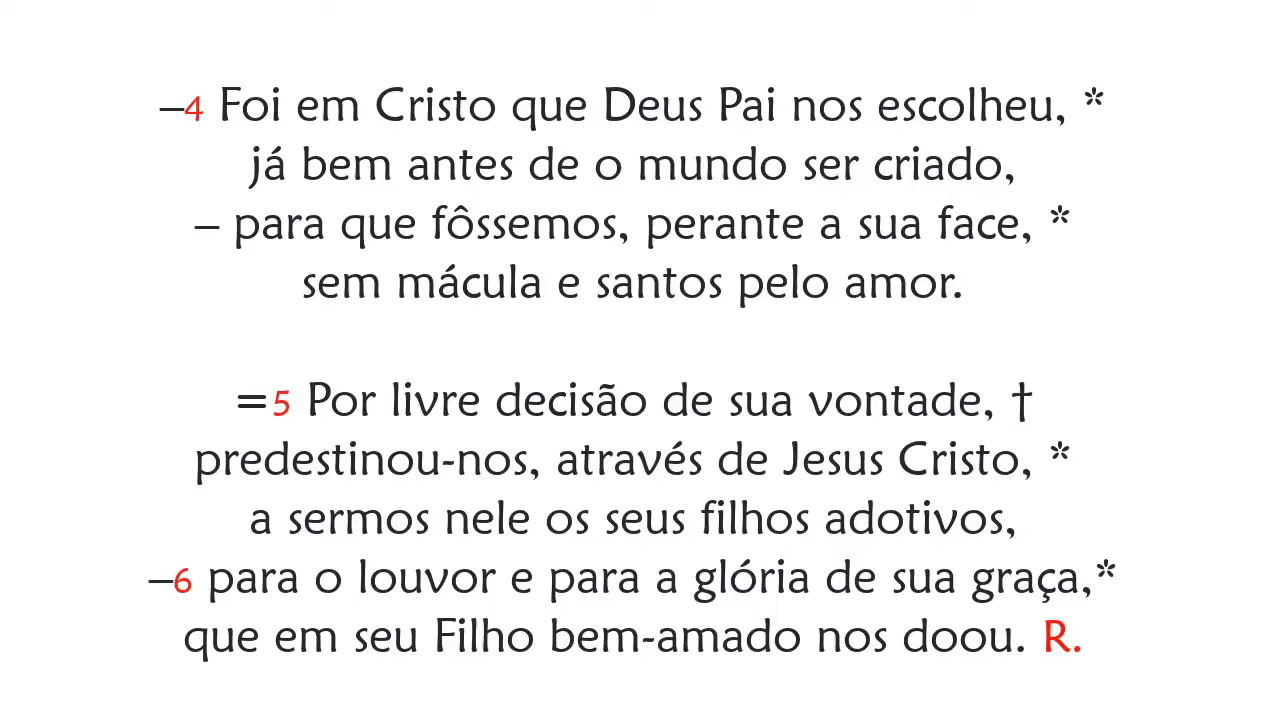 –4 Foi em Cristo que Deus Pai nos escolheu, *
já bem antes de o mundo ser criado,
– para que fôssemos, perante a sua face, *
sem mácula e santos pelo amor.
=5 Por livre decisão de sua vontade, †
predestinou-nos, através de Jesus Cristo, *
a sermos nele os seus filhos adotivos,
–6 para o louvor e para a glória de sua graça,*
que em seu Filho bem-amado nos doou. R.